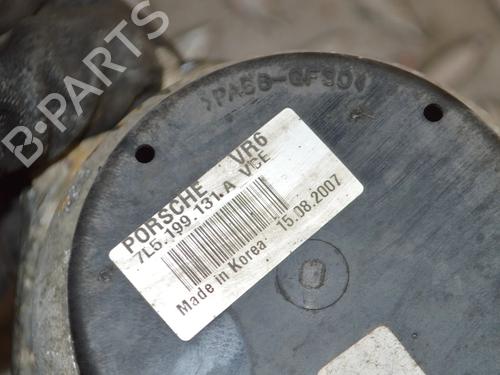 B-PARTS
>PA66-GF30<
PORSCHE VR6
7L5.199.131.A VCE
Made in Korea 15.08.2007